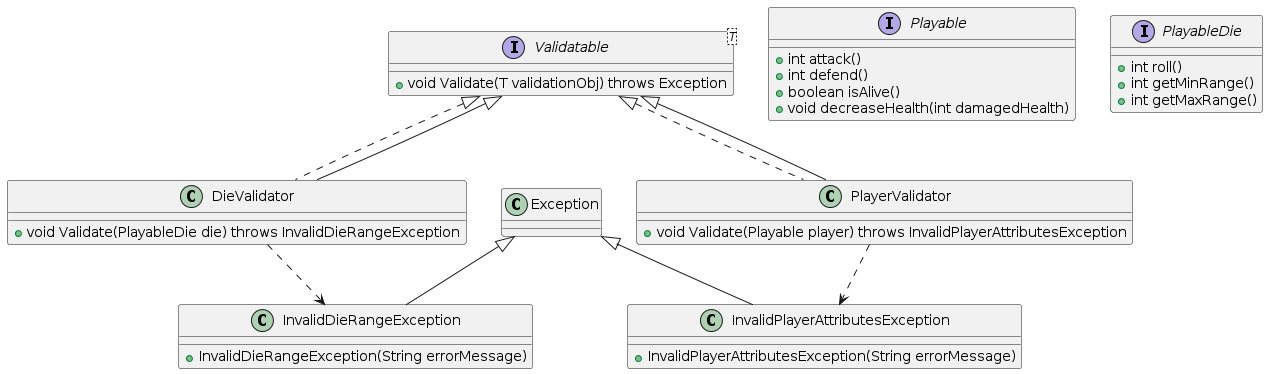 I Validatable
T
void Validate(T validationObj) throws Exception
I Playable
int attack()
int defend()
boolean isAlive()
void decreaseHealth(int damagedHealth)
I PlayableDie
int roll()
int getMinRange()
int getMaxRange()
C DieValidator
void Validate(PlayableDie die) throws InvalidDieRangeException
C Exception
C PlayerValidator
void Validate(Playable player) throws InvalidPlayerAttributesException
C InvalidDieRangeException
InvalidDieRangeException(String errorMessage)
C InvalidPlayerAttributesException
InvalidPlayerAttributesException(String errorMessage)